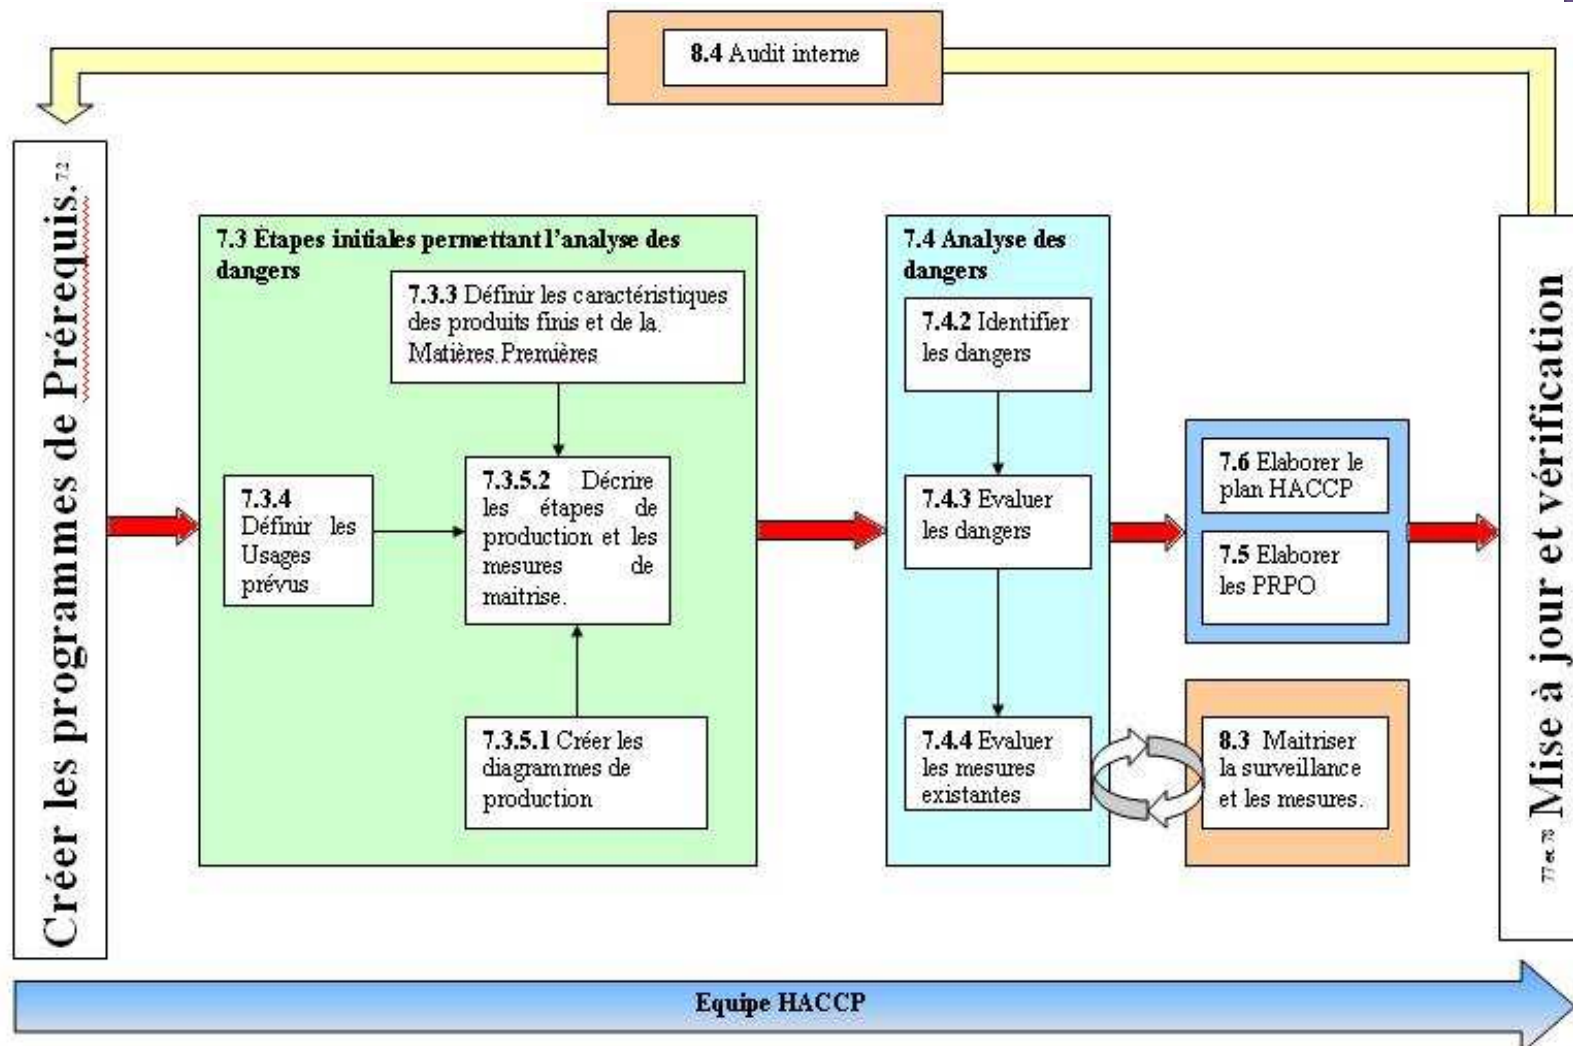 8.4 Audit interne
Créer les programmes de Prérequis. 7.2
7.3 Etapes initiales permettant l'analyse des
dangers
7.3.3 Définir les caractéristiques
des produits finis et de la
Matières Premières
7.3.4
Définir les
Usages
prévus
7.3.5.2 Décrire
les étapes de
production et les
mesures de
maitrise.
7.3.5.1 Créer les
diagrammes de
production
7.4 Analyse des
dangers
7.4.2 Identifier
les dangers
7.4.3 Evaluer
les dangers
7.4.4 Evaluer
les mesures
existantes
7.6 Elaborer le
plan HACCP
7.5 Elaborer
les PRPO
8.3 Maitriser
la surveillance
et les mesures.
77 et 78 Mise à jour et vérification
Equipe HACCP